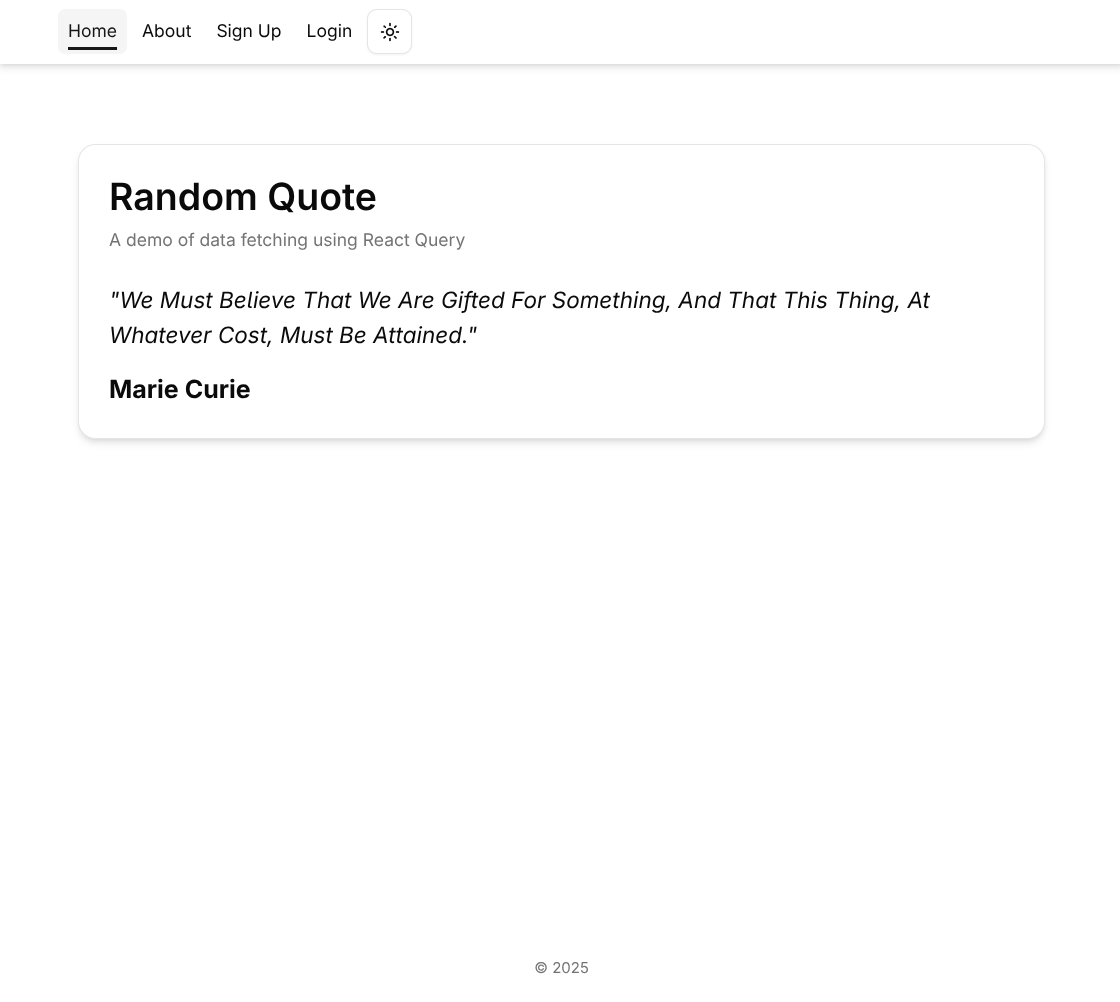 Home About Sign Up Login
Random Quote
A demo of data fetching using React Query
"We Must Believe That We Are Gifted For Something, And That This Thing, At
Whatever Cost, Must Be Attained."
Marie Curie
© 2025